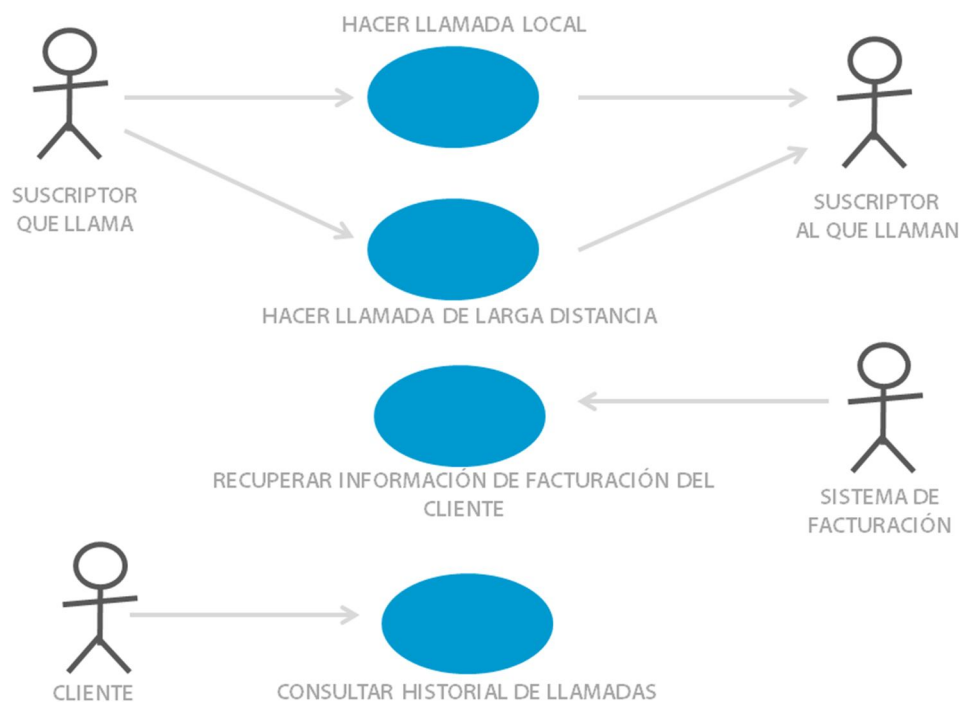 HACER LLAMADA LOCAL
SUSCRIPTOR
QUE LLAMA
SUSCRIPTOR
AL QUE LLAMAN
HACER LLAMADA DE LARGA DISTANCIA
RECUPERAR INFORMACIÓN DE FACTURACIÓN DEL
CLIENTE
SISTEMA DE
FACTURACIÓN
CLIENTE
CONSULTAR HISTORIAL DE LLAMADAS